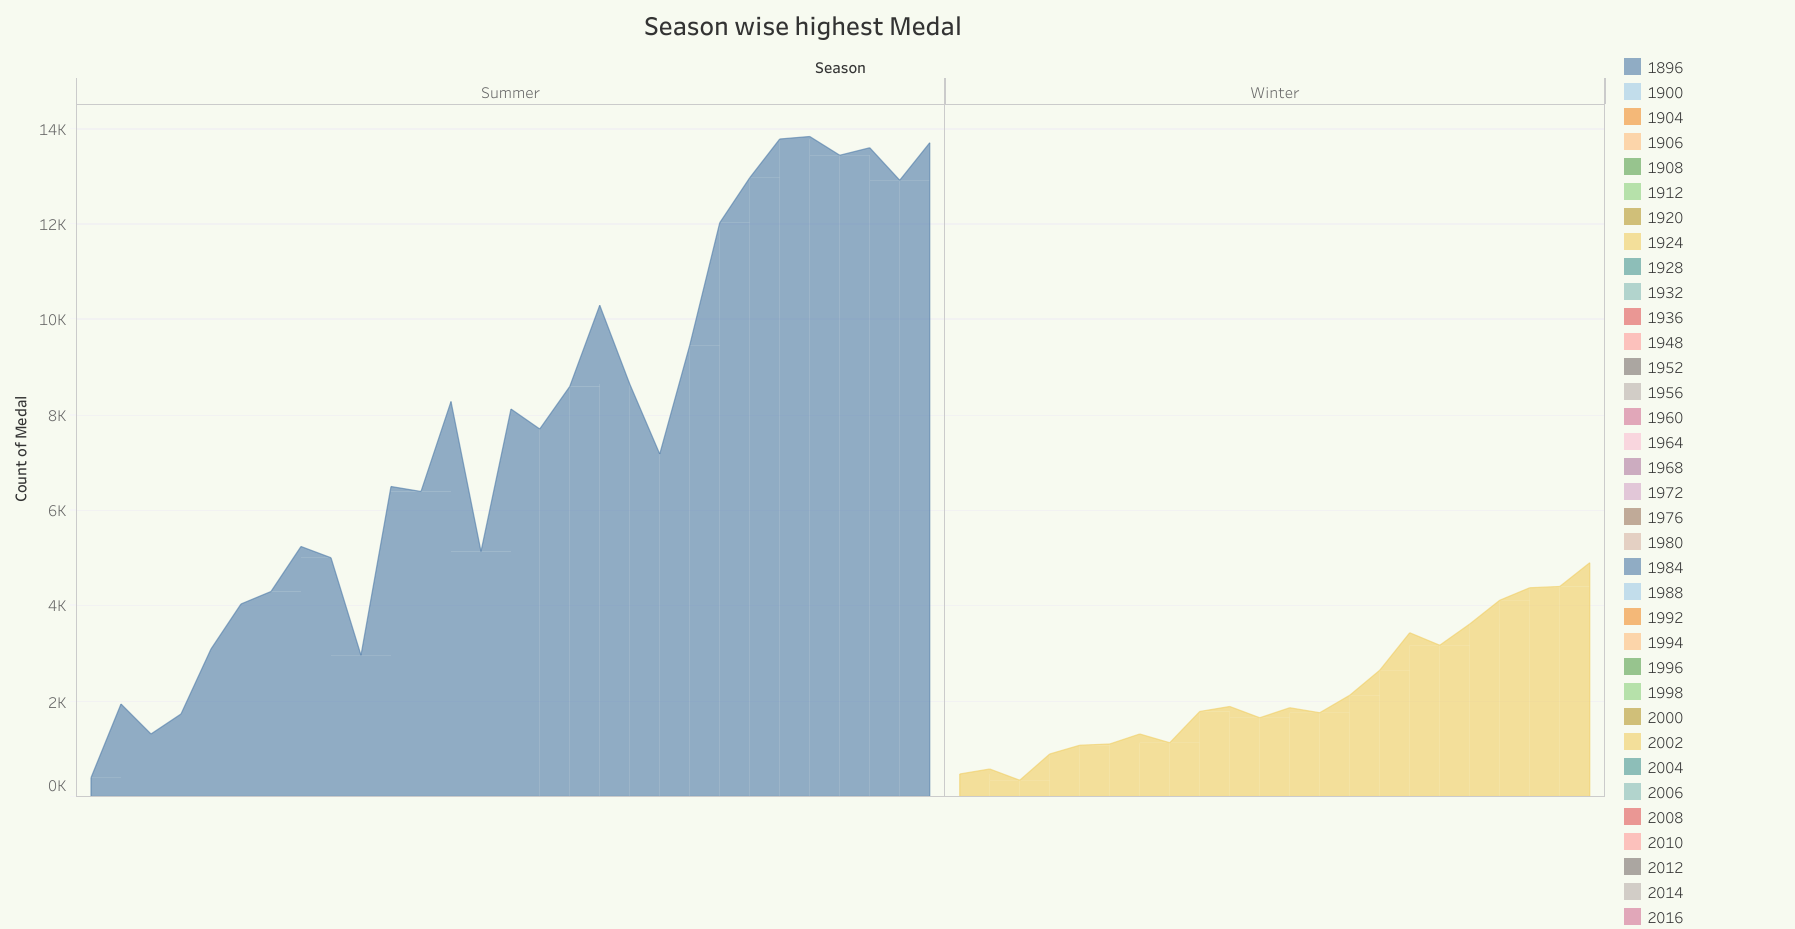 Season wise highest Medal
Season
Summer
Winter
14K
12K
10K
8K
6K
4K
2K
0K
Count of Medal
1896
1900
1904
1906
1908
1912
1920
1924
1928
1932
1936
1948
1952
1956
1960
1964
1968
1972
1976
1980
1984
1988
1992
1994
1996
1998
2000
2002
2004
2006
2008
2010
2012
2014
2016